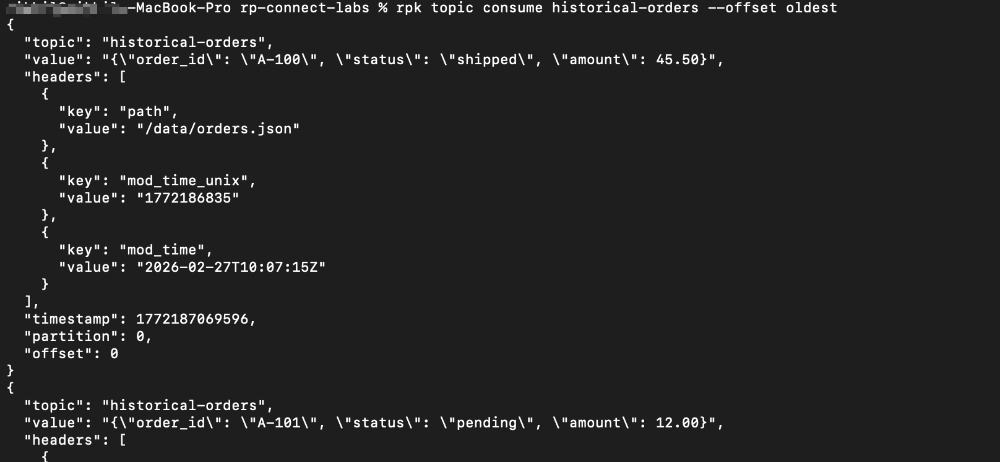 -MacBook-Pro rp-connect-labs % rpk topic consume historical-orders --offset oldest
{
  "topic": "historical-orders",
  "value": "{\"order_id\": \"A-100\", \"status\": \"shipped\", \"amount\": 45.50}",
  "headers": [
    {
      "key": "path",
      "value": "/data/orders.json"
    },
    {
      "key": "mod_time_unix",
      "value": "1772186835"
    },
    {
      "key": "mod_time",
      "value": "2026-02-27T10:07:15Z"
    }
  ],
  "timestamp": 1772187069596,
  "partition": 0,
  "offset": 0
}
{
  "topic": "historical-orders",
  "value": "{\"order_id\": \"A-101\", \"status\": \"pending\", \"amount\": 12.00}",
  "headers": [
    {